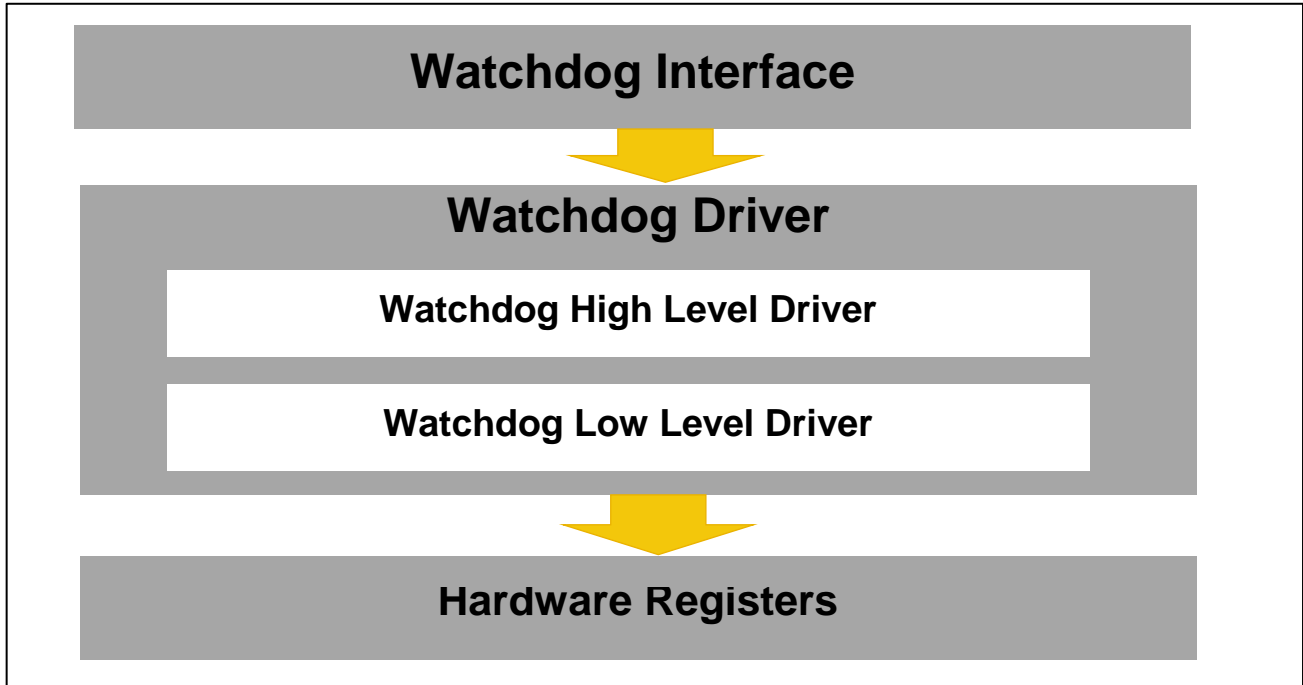 Watchdog Interface
Watchdog Driver
Watchdog High Level Driver
Watchdog Low Level Driver
Hardware Registers